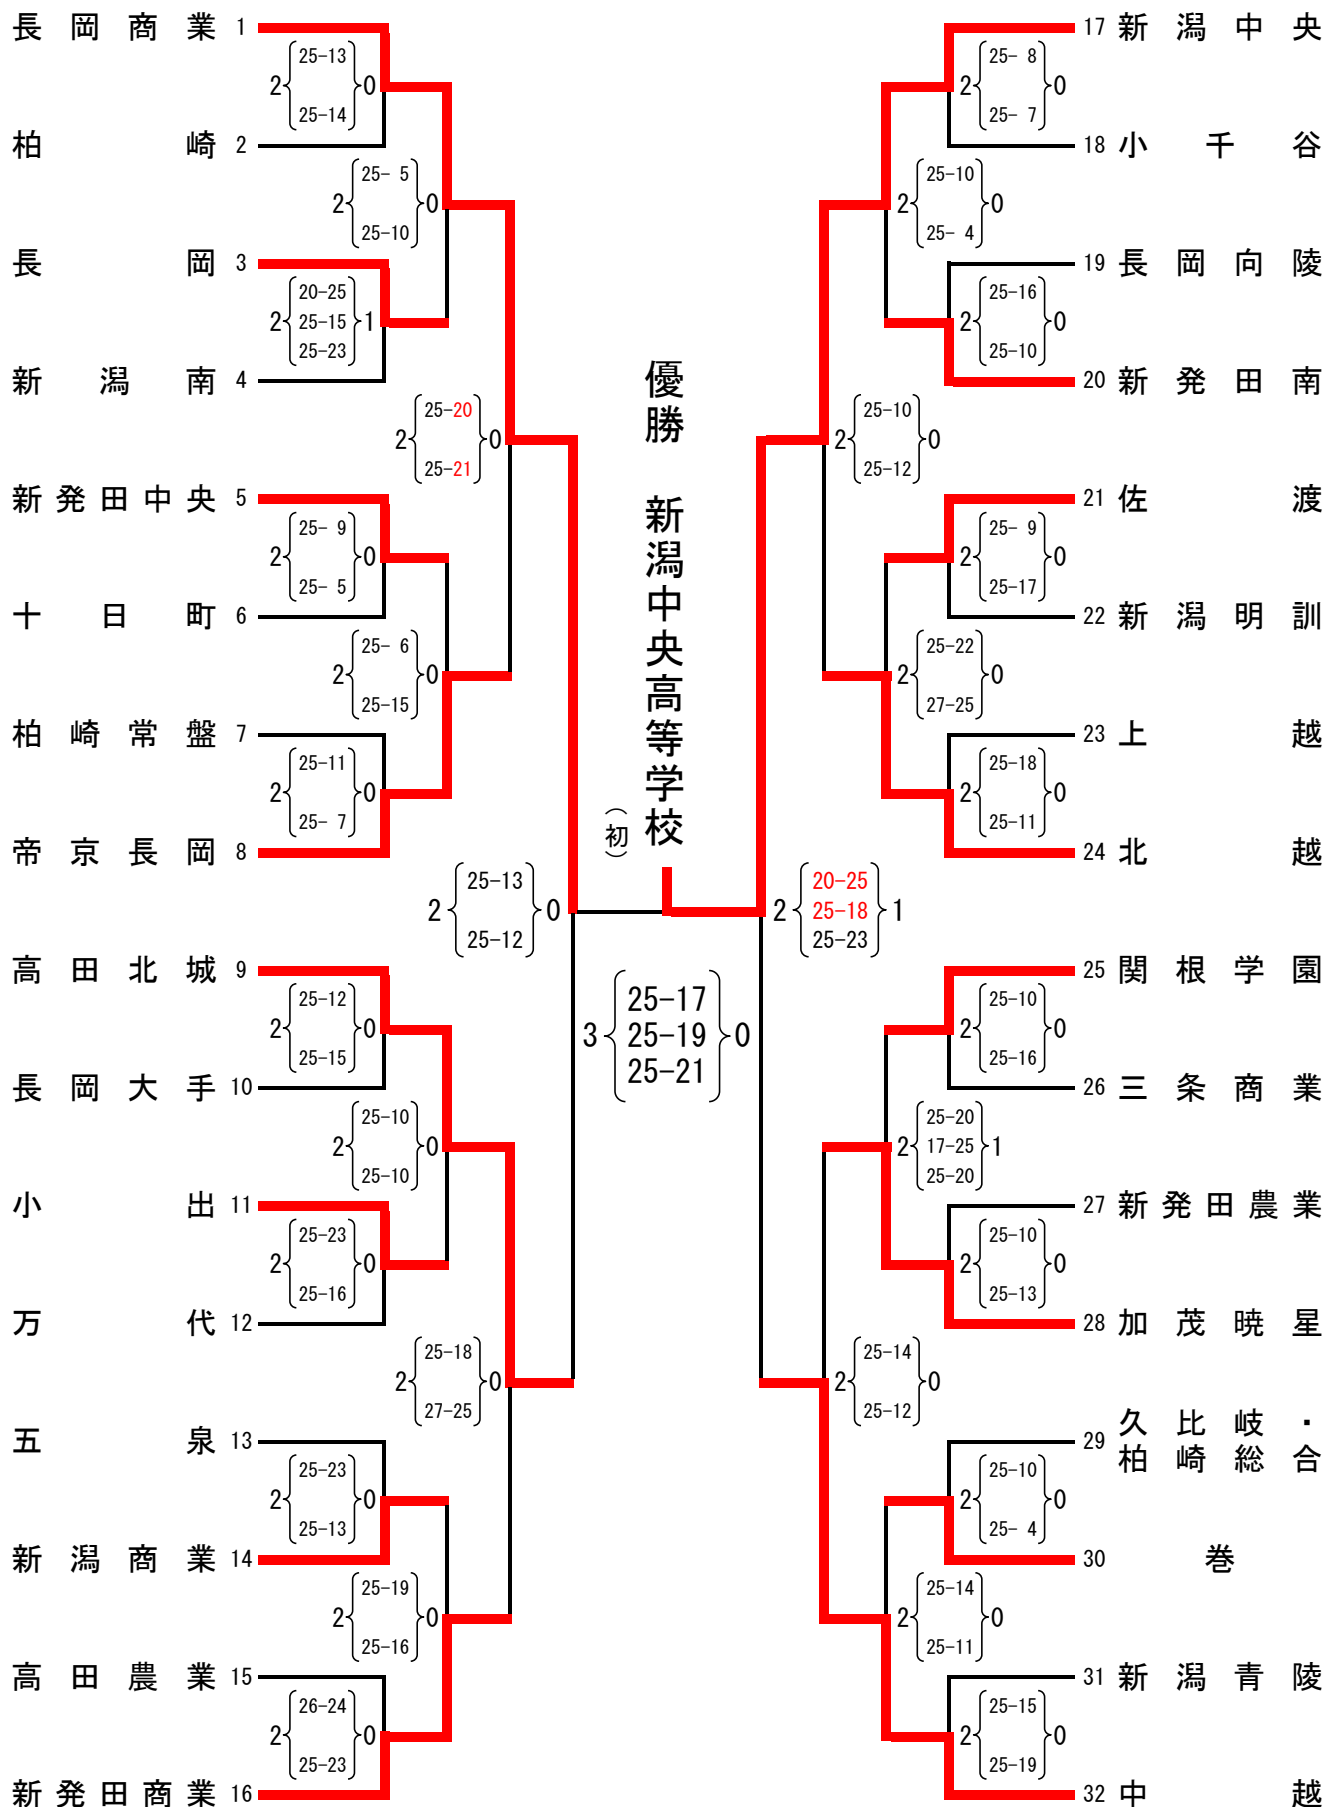 長岡商業 1
25-13
2 0
25-14
柏崎 2
25- 5
2 0
25-10
長岡 3
20-25
2 25-15 1
25-23
新潟南 4
25-20
2 0
25-21
新発田中央 5
25- 9
2 0
25- 5
十日町 6
25- 6
2 0
25-15
柏崎常盤 7
25-11
2 0
25- 7
帝京長岡 8
25-13
2 0
25-12
高田北城 9
25-12
2 0
25-15
長岡大手 10
25-10
2 0
25-10
小出 11
25-23
2 0
25-16
万代 12
25-18
2 0
27-25
五泉 13
25-23
2 0
25-13
新潟商業 14
25-19
2 0
25-16
高田農業 15
26-24
2 0
25-23
新発田商業 16
優勝 新潟中央高等学校
(初)
25-17
3 25-19 0
25-21
17 新潟中央
25- 8
2 0
25- 7
18 小千谷
25-10
2 0
25- 4
19 長岡向陵
25-16
2 0
25-10
20 新発田南
25-10
2 0
25-12
21 佐渡
25- 9
2 0
25-17
22 新潟明訓
25-22
2 0
27-25
23 上越
25-18
2 0
25-11
24 北越
20-25
2 25-18 1
25-23
25 関根学園
25-10
2 0
25-16
26 三条商業
25-20
2 17-25 1
25-20
27 新発田農業
25-10
2 0
25-13
28 加茂暁星
25-14
2 0
25-12
29 久比岐・
柏崎総合
25-10
2 0
25- 4
30 巻
25-14
2 0
25-11
31 新潟青陵
25-15
2 0
25-19
32 中越